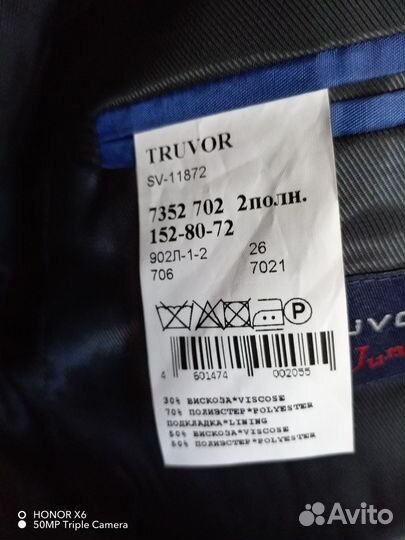 TRUVOR
SV-11872
7352 702 2полн.
152-80-72
902Л-1-2 26
706 7021
P
4 601474 002055
30% ВИСКОЗА*VISCOSE
70% ПОЛИЭСТЕР*POLYESTER
ПОДКЛАДКА*LINING
50% ВИСКОЗА*VISCOSE
50% ПОЛИЭСТЕР*POLYESTER
HONOR X6
50MP Triple Camera
Avito